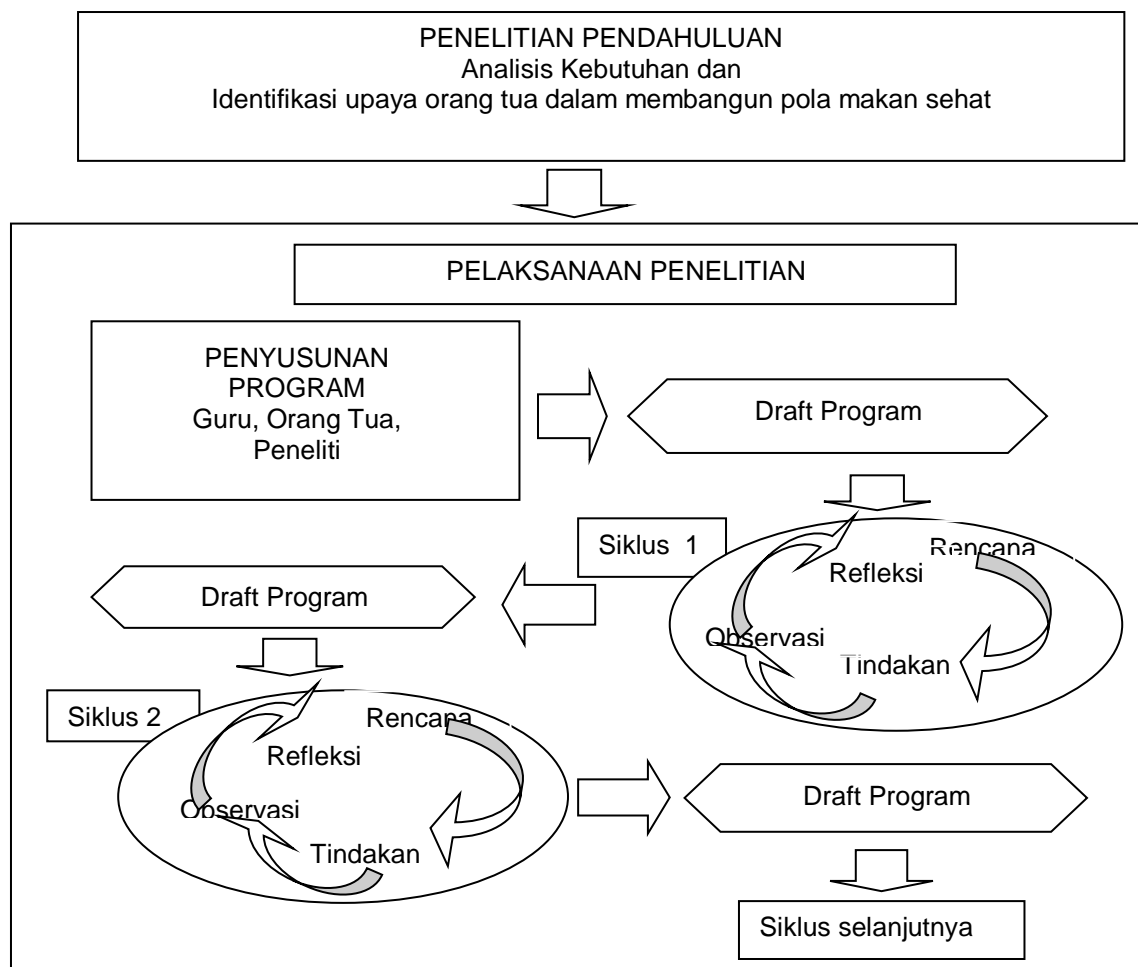 PENELITIAN PENDAHULUAN
Analisis Kebutuhan dan
Identifikasi upaya orang tua dalam membangun pola makan sehat
PELAKSANAAN PENELITIAN
PENYUSUNAN
PROGRAM
Guru, Orang Tua,
Peneliti
Draft Program
Siklus 1
Rencana
Refleksi
Observasi
Tindakan
Draft Program
Siklus 2
Rencana
Refleksi
Observasi
Tindakan
Draft Program
Siklus selanjutnya